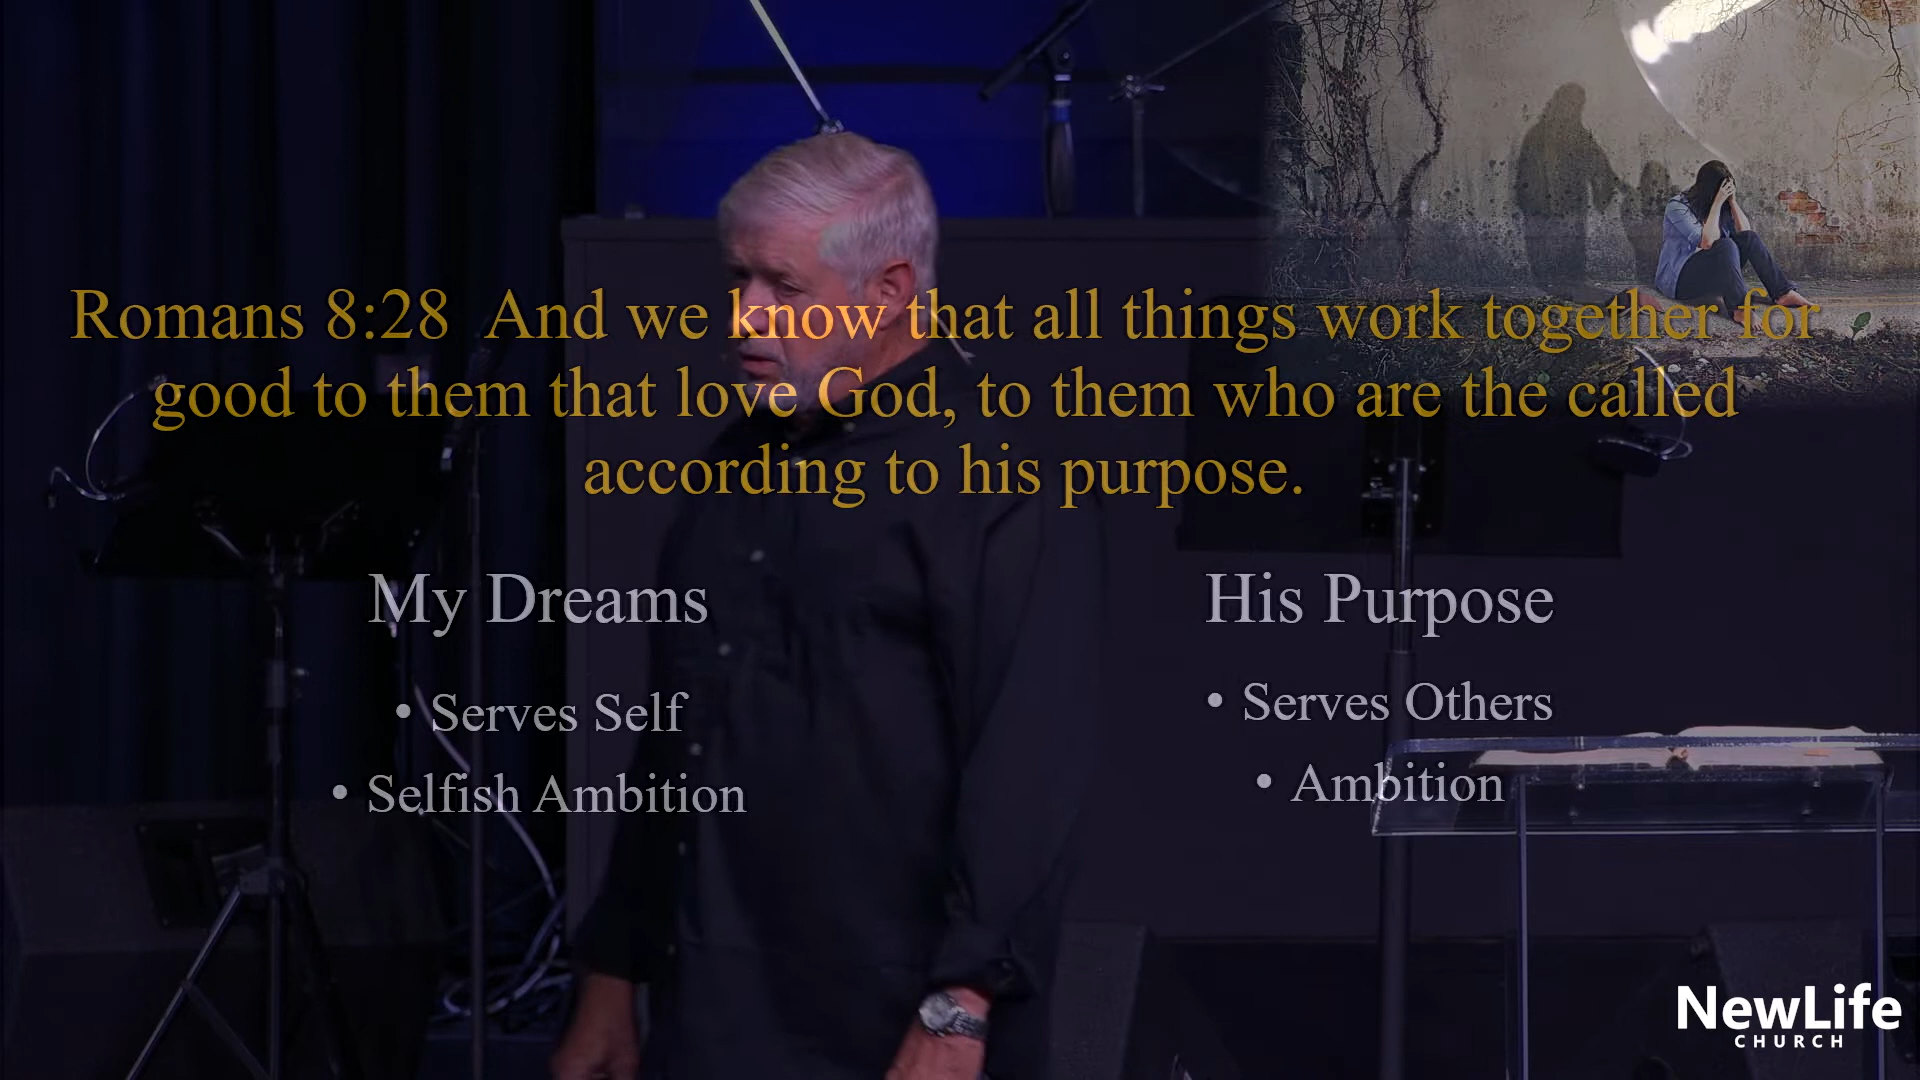 Romans 8:28  And we know that all things work together for
good to them that love God, to them who are the called
according to his purpose.
My Dreams
• Serves Self
• Selfish Ambition
His Purpose
• Serves Others
• Ambition
NewLife
CHURCH